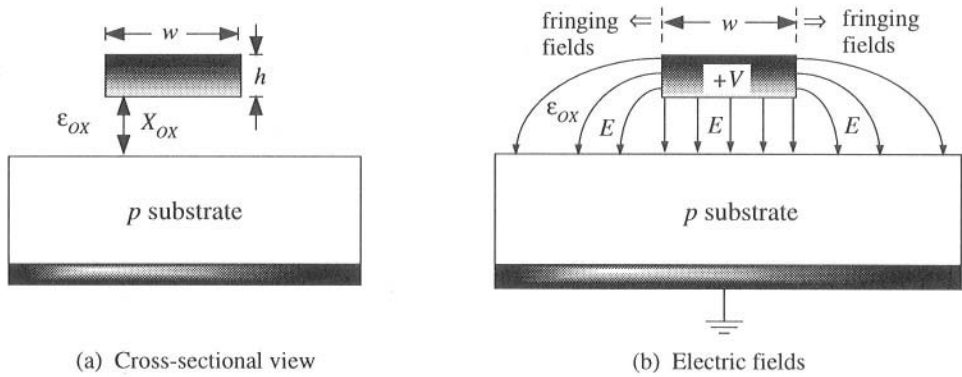 w
h
ε_OX
X_OX
p substrate
(a) Cross-sectional view
fringing ⇐ w ⇒ fringing
fields fields
+V
ε_OX
E E E
p substrate
(b) Electric fields